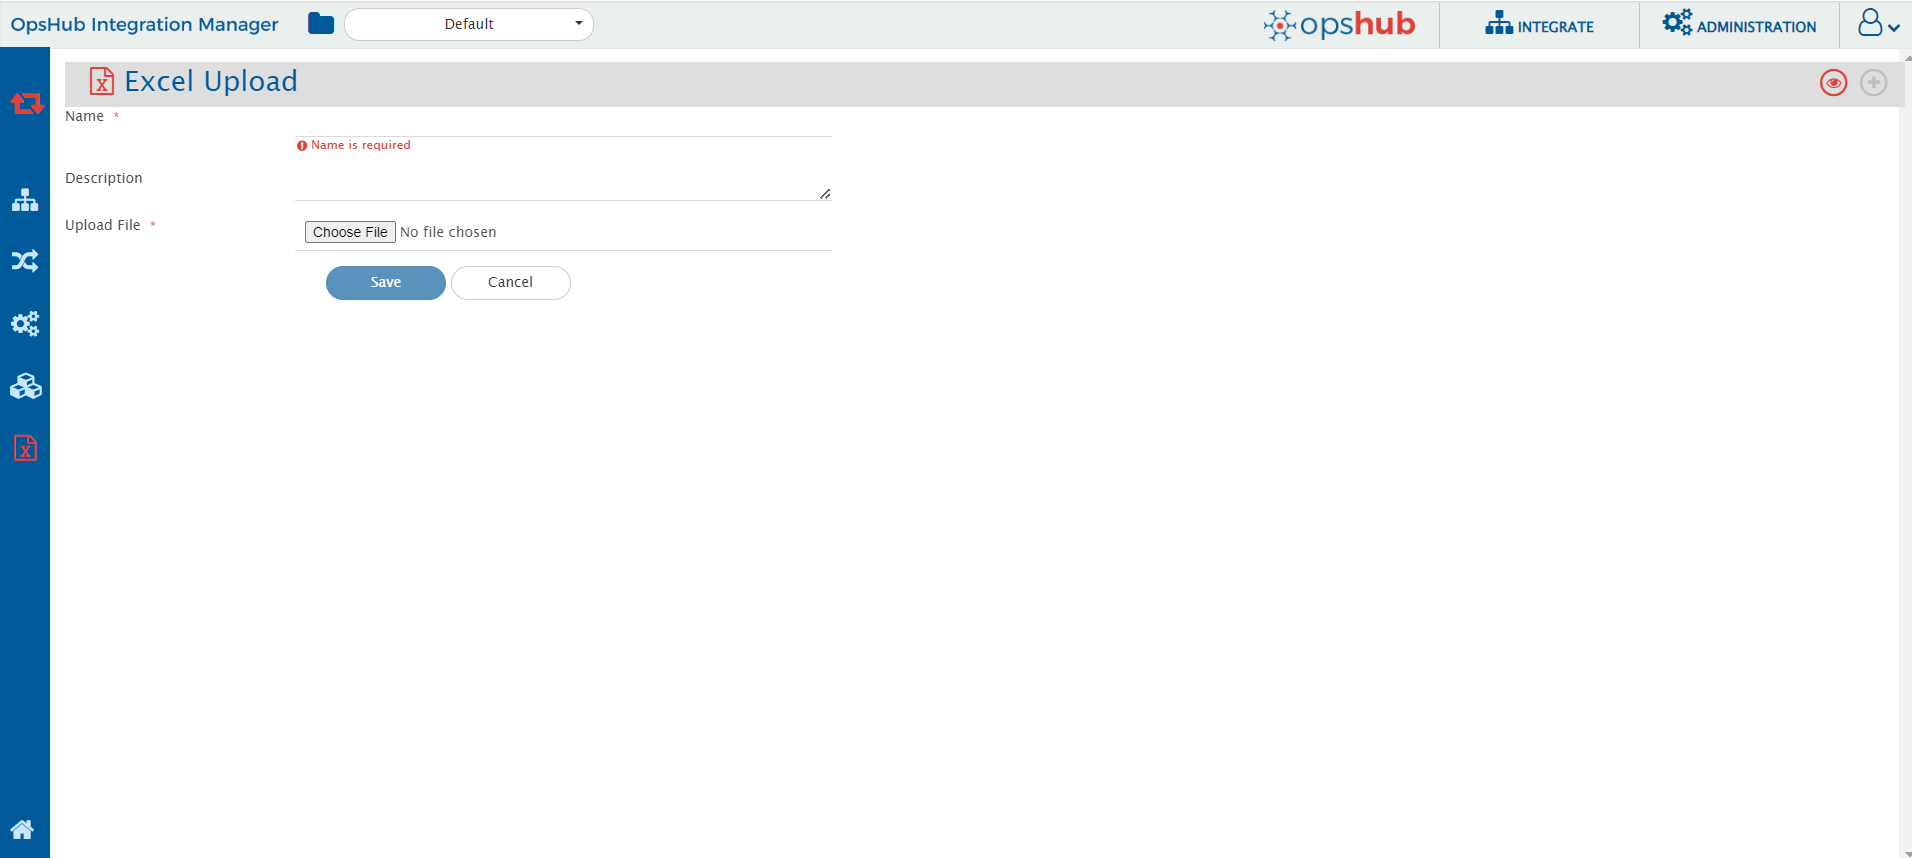 OpsHub Integration Manager
Default
opshub
INTEGRATE
ADMINISTRATION
Excel Upload
Name *
Name is required
Description
Upload File *
Choose File No file chosen
Save
Cancel